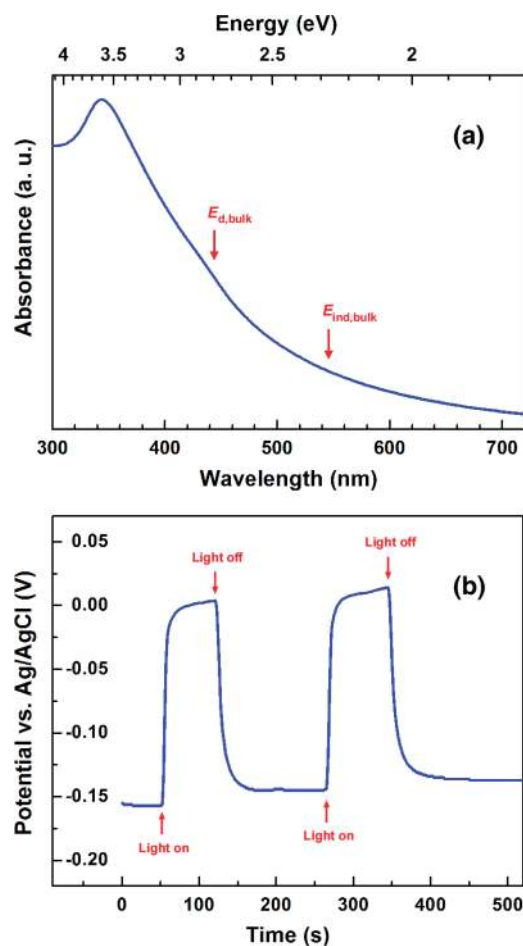 Energy (eV)
4 3.5 3 2.5 2
(a)
E d,bulk
E ind,bulk
Absorbance (a. u.)
300 400 500 600 700
Wavelength (nm)
0.05
Light off
Light off
(b)
0.00
-0.05
-0.10
-0.15
Light on
Light on
-0.20
Potential vs. Ag/AgCl (V)
0 100 200 300 400 500
Time (s)